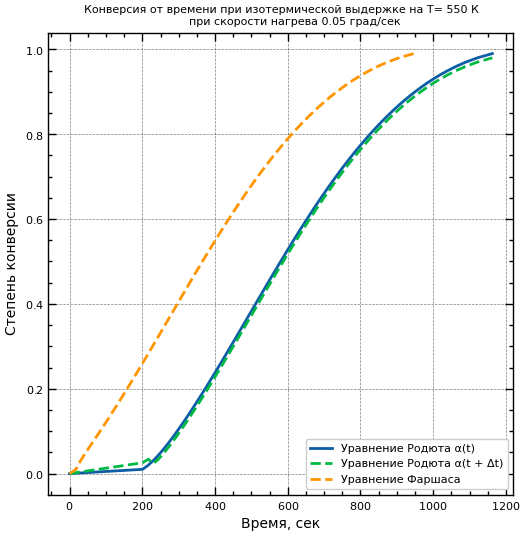 Конверсия от времени при изотермической выдержке на T= 550 К
при скорости нагрева 0.05 град/сек
1.0
0.8
0.6
0.4
0.2
0.0
Степень конверсии
Уравнение Родюта α(t)
Уравнение Родюта α(t + Δt)
Уравнение Фаршаса
0
200
400
600
800
1000
1200
Время, сек